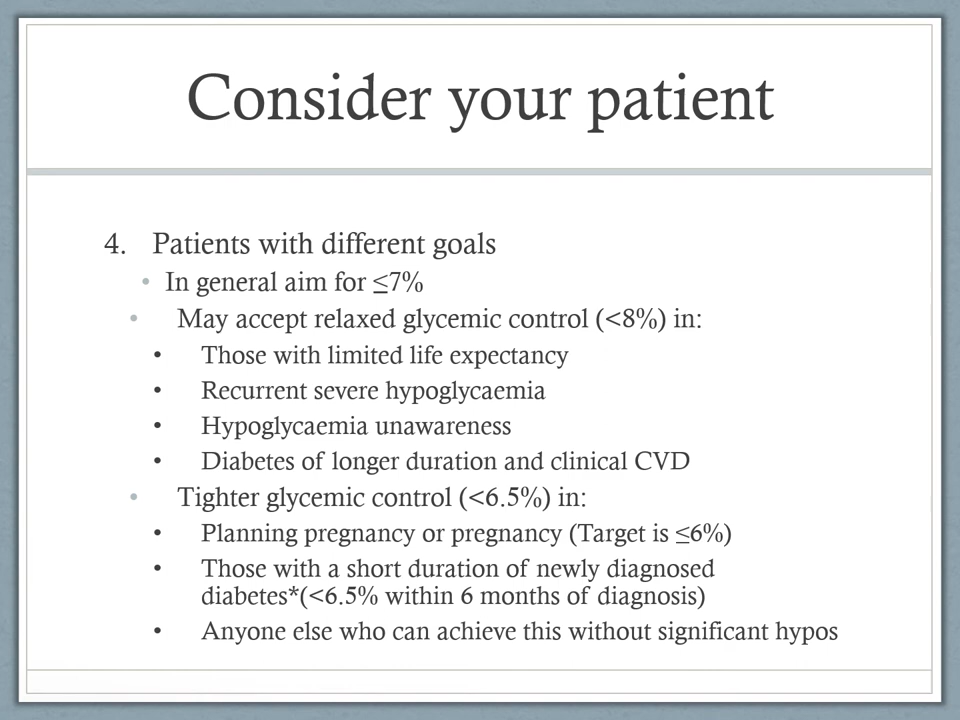 Consider your patient
4. Patients with different goals
• In general aim for ≤7%
• May accept relaxed glycemic control (<8%) in:
• Those with limited life expectancy
• Recurrent severe hypoglycaemia
• Hypoglycaemia unawareness
• Diabetes of longer duration and clinical CVD
• Tighter glycemic control (<6.5%) in:
• Planning pregnancy or pregnancy (Target is ≤6%)
• Those with a short duration of newly diagnosed
diabetes*(<6.5% within 6 months of diagnosis)
• Anyone else who can achieve this without significant hypos